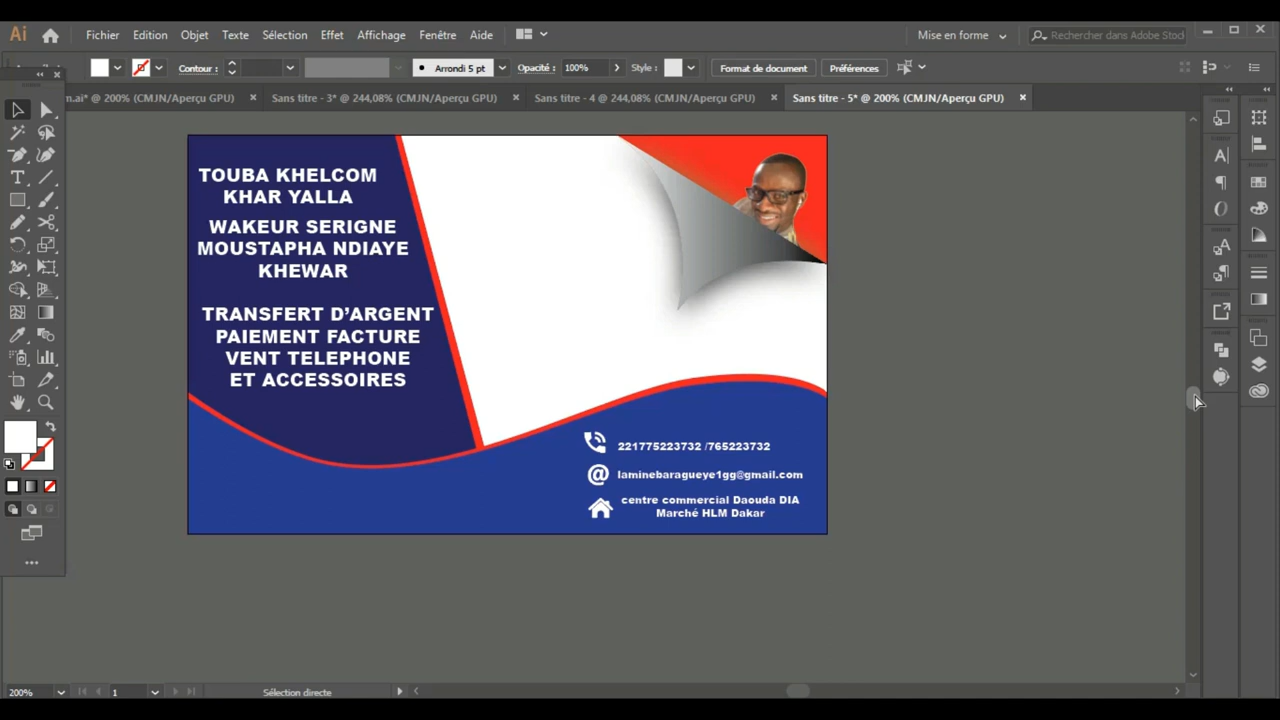 Ai
Fichier Edition Objet Texte Sélection Effet Affichage Fenêtre Aide
Mise en forme
Rechercher dans Adobe Stock
Contour :
Arrondi 5 pt
Opacité : 100%
Style :
Format de document
Préférences
m.ai* @ 200% (CMJN/Aperçu GPU)
Sans titre - 3* @ 244,08% (CMJN/Aperçu GPU)
Sans titre - 4 @ 244,08% (CMJN/Aperçu GPU)
Sans titre - 5* @ 200% (CMJN/Aperçu GPU)
TOUBA KHELCOM
KHAR YALLA
WAKEUR SERIGNE
MOUSTAPHA NDIAYE
KHEWAR
TRANSFERT D’ARGENT
PAIEMENT FACTURE
VENT TELEPHONE
ET ACCESSOIRES
221775223732 /765223732
@ laminebaragueye1gg@gmail.com
centre commercial Daouda DIA
Marché HLM Dakar
200%
1
Sélection directe